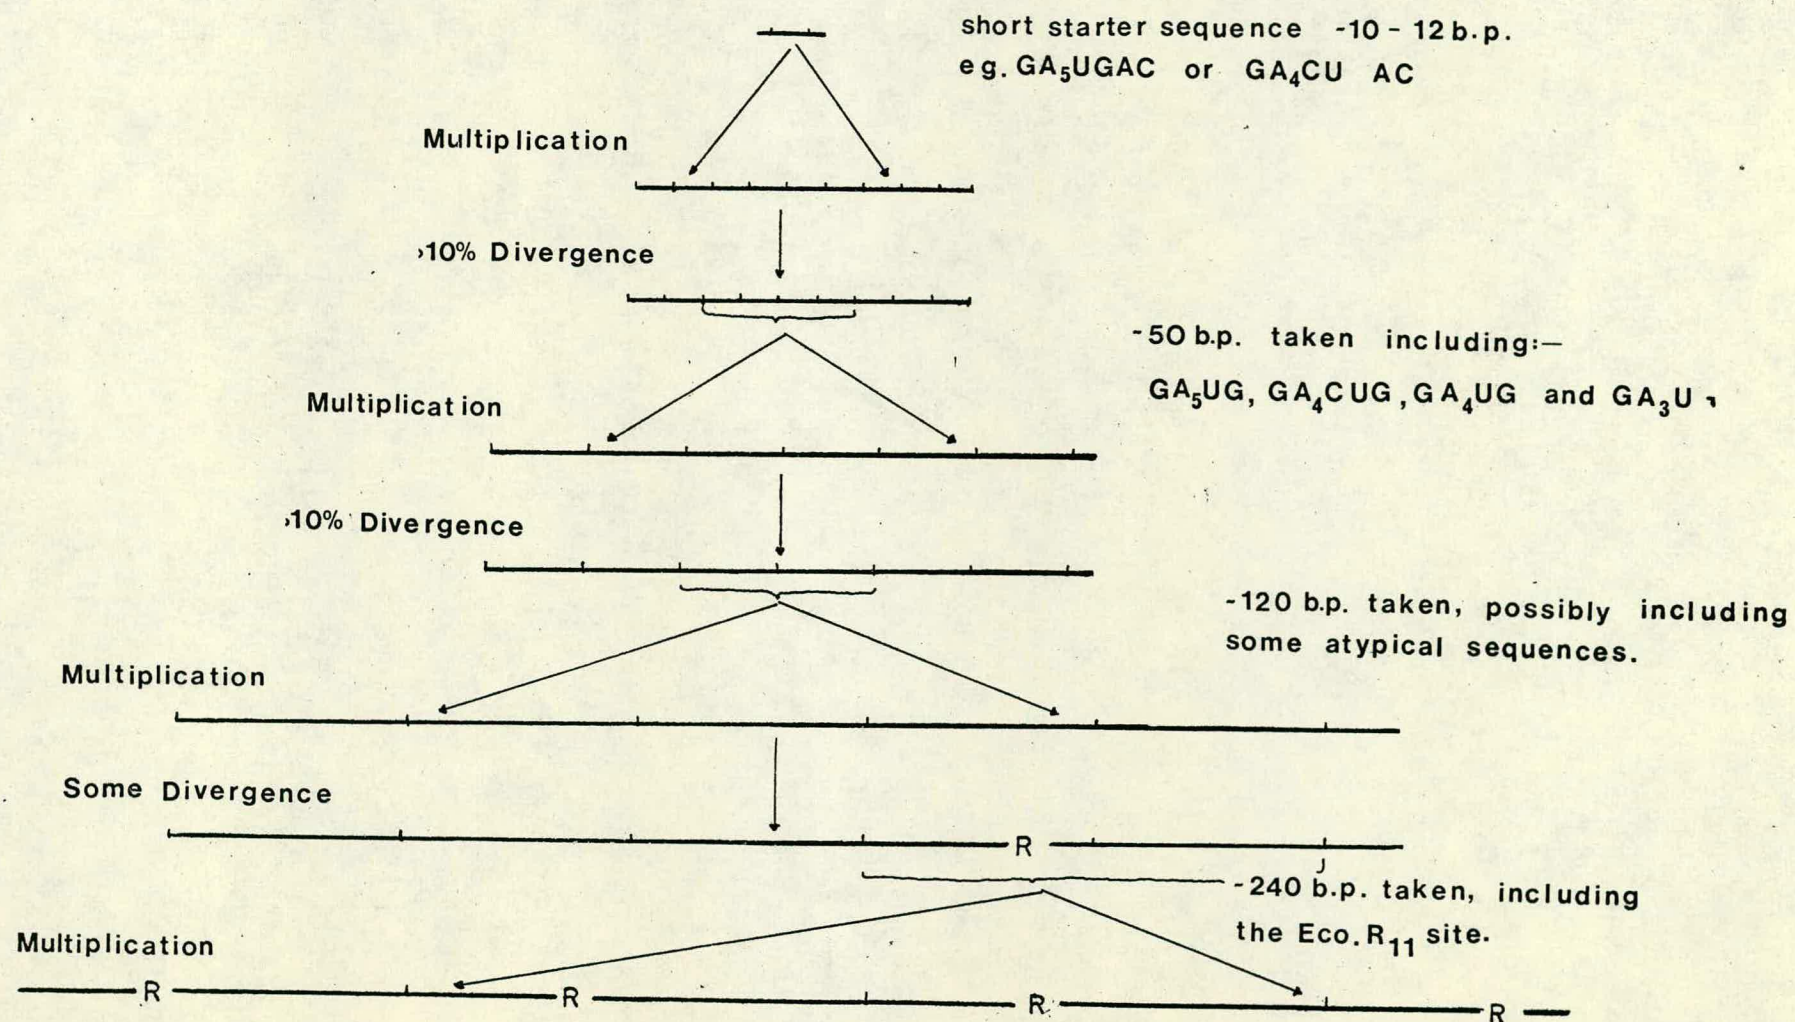 short starter sequence -10 - 12 b.p.
eg. GA₅UGAC or GA₄CU AC
Multiplication
›10% Divergence
-50 b.p. taken including:—
GA₅UG, GA₄CUG, GA₄UG and GA₃U
Multiplication
›10% Divergence
-120 b.p. taken, possibly including
some atypical sequences.
Multiplication
Some Divergence
R
-240 b.p. taken, including
the Eco.R₁₁ site.
Multiplication
R R R R